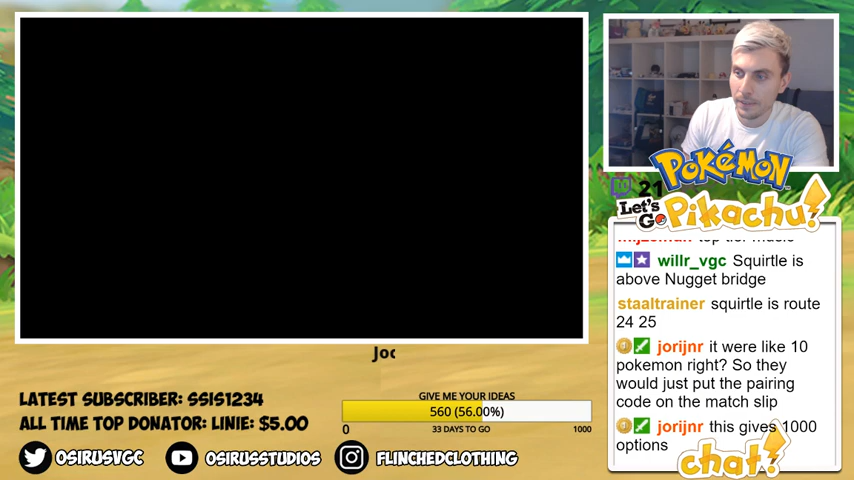 POKÉMON
21
Let's Go Pikachu!
willr_vgc Squirtle is
above Nugget bridge
staaltrainer squirtle is route
24 25
jorijnr it were like 10
pokemon right? So they
would just put the pairing
code on the match slip
jorijnr this gives 1000
options
chat!
Joc
LATEST SUBSCRIBER: SSIS1234
ALL TIME TOP DONATOR: LINIE: $5.00
GIVE ME YOUR IDEAS
560 (56.00%)
0 33 DAYS TO GO 1000
OSIRUSVGC OSIRUSSTUDIOS FLINCHEDCLOTHING